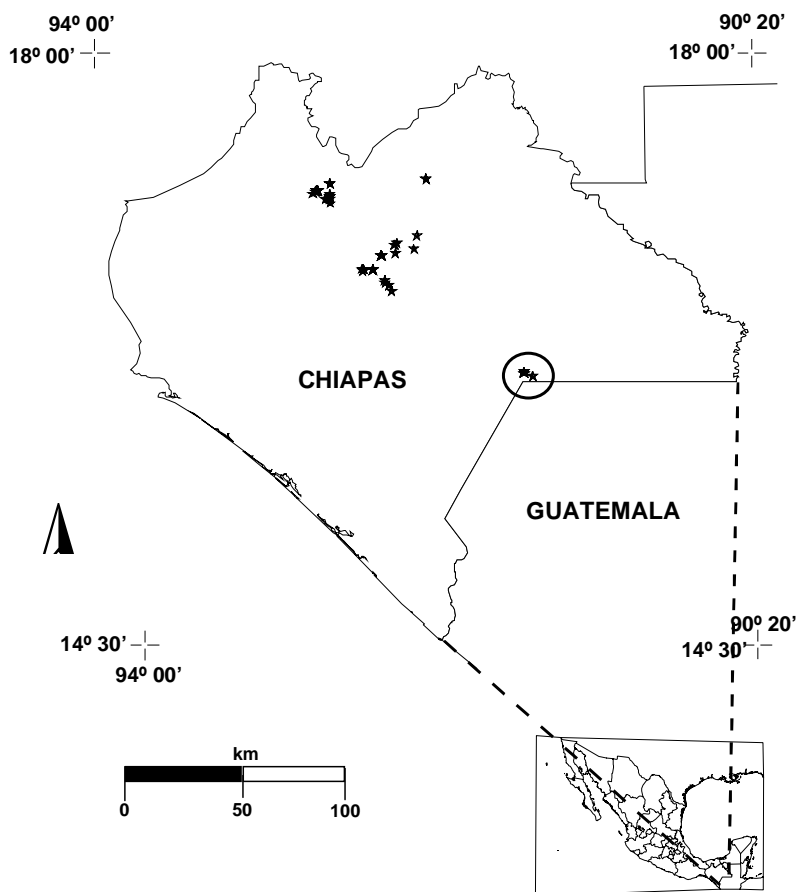 94º 00’
18º 00’
90º 20’
18º 00’
CHIAPAS
GUATEMALA
14º 30’
94º 00’
90º 20’
14º 30’
km
0 50 100